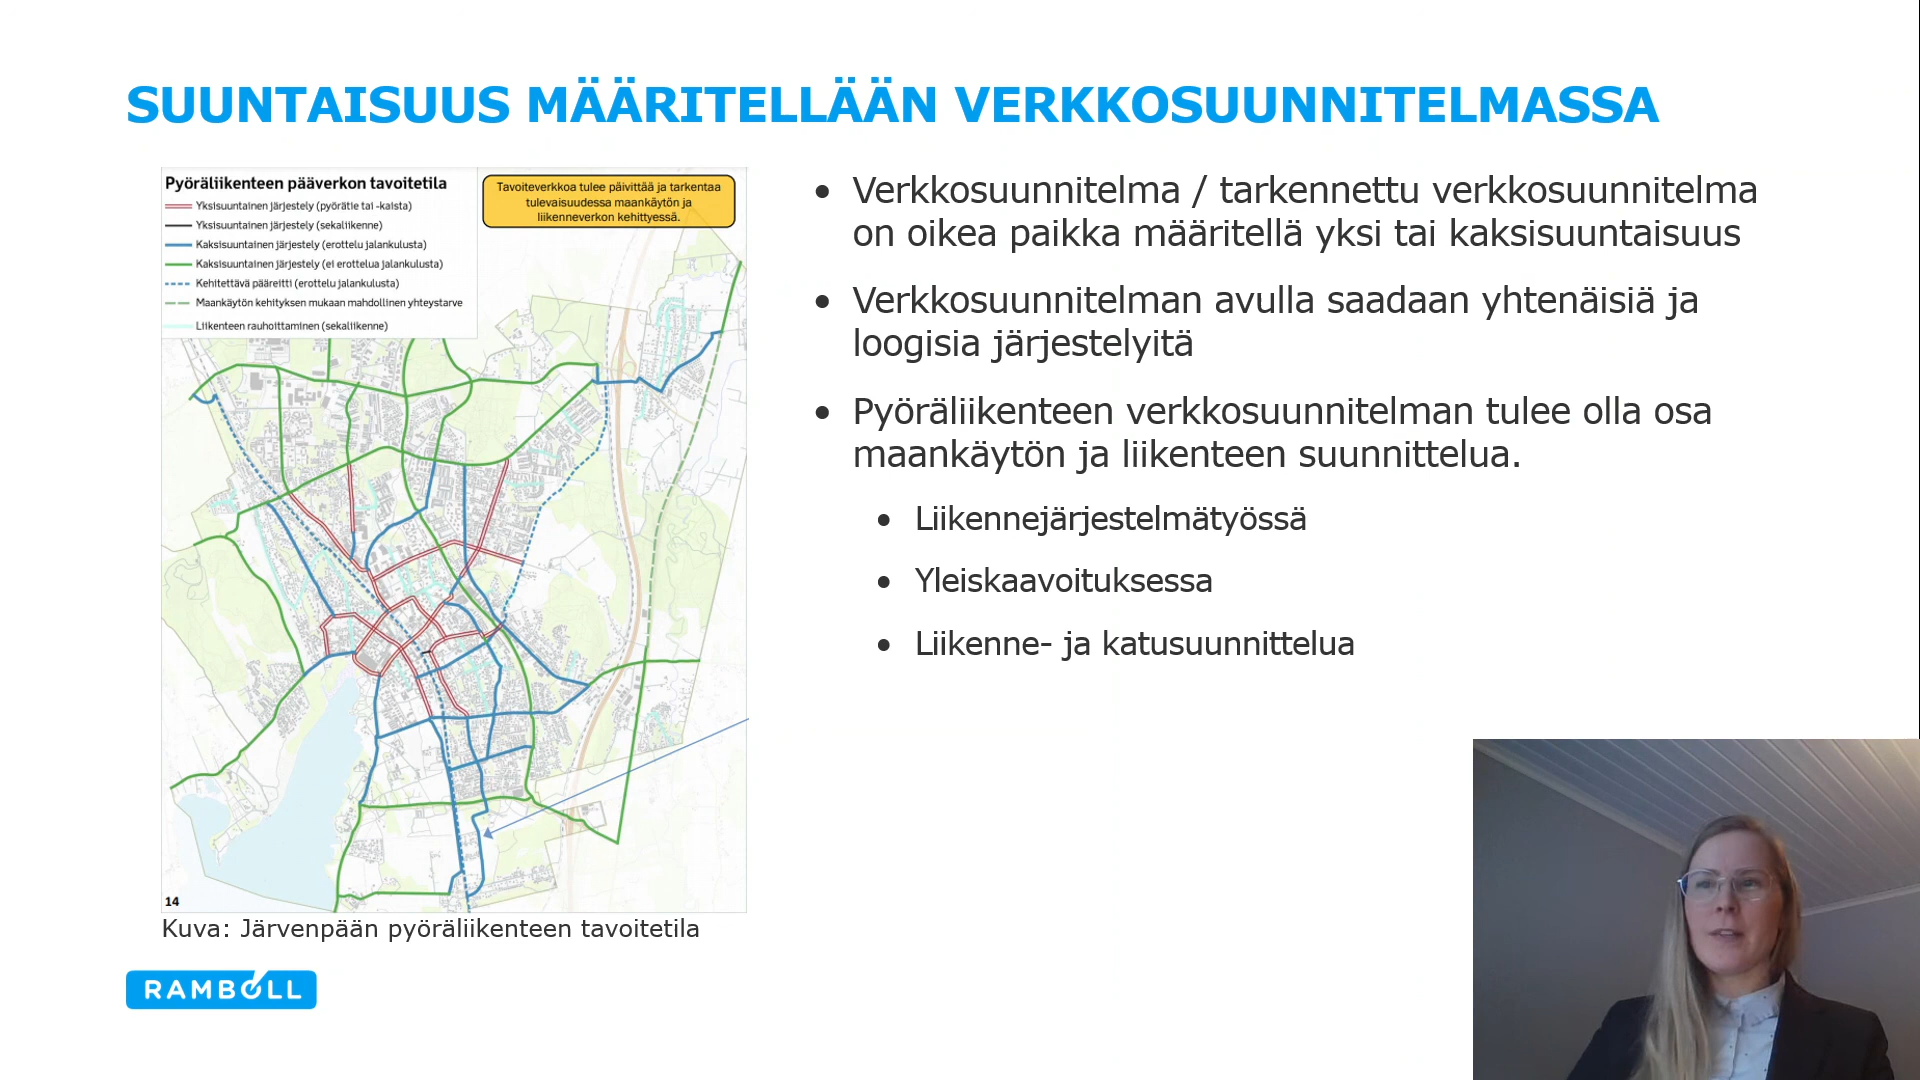 SUUNTAISUUS MÄÄRITELLÄÄN VERKKOSUUNNITELMASSA
Pyöräliikenteen pääverkon tavoitetila
Yksisuuntainen järjestely (pyörätie tai -kaista)
Yksisuuntainen järjestely (sekaliikenne)
Kaksisuuntainen järjestely (erottelu jalankulusta)
Kaksisuuntainen järjestely (ei erottelua jalankulusta)
Kehitettävä pääreitti (erottelu jalankulusta)
Maankäytön kehityksen mukaan mahdollinen yhteystarve
Liikenteen rauhoittaminen (sekaliikenne)
Tavoiteverkkoa tulee päivittää ja tarkentaa
tulevaisuudessa maankäytön ja
liikenneverkon kehittyessä.
14
Kuva: Järvenpään pyöräliikenteen tavoitetila
• Verkkosuunnitelma / tarkennettu verkkosuunnitelma
on oikea paikka määritellä yksi tai kaksisuuntaisuus
• Verkkosuunnitelman avulla saadaan yhtenäisiä ja
loogisia järjestelyitä
• Pyöräliikenteen verkkosuunnitelman tulee olla osa
maankäytön ja liikenteen suunnittelua.
• Liikennejärjestelmätyössä
• Yleiskaavoituksessa
• Liikenne- ja katusuunnittelua
RAMBOLL